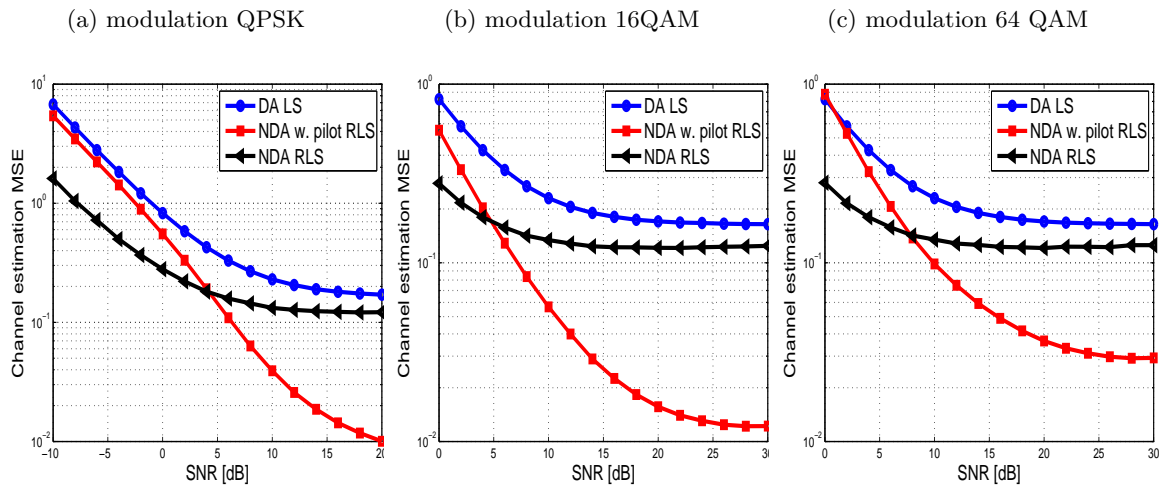 (a) modulation QPSK
(b) modulation 16QAM
(c) modulation 64 QAM
10^1
10^0
10^-1
10^-2
Channel estimation MSE
DA LS
NDA w. pilot RLS
NDA RLS
−10
−5
0
5
10
15
20
SNR [dB]
10^0
10^-1
10^-2
Channel estimation MSE
DA LS
NDA w. pilot RLS
NDA RLS
0
5
10
15
20
25
30
SNR [dB]
10^0
10^-1
10^-2
Channel estimation MSE
DA LS
NDA w. pilot RLS
NDA RLS
0
5
10
15
20
25
30
SNR [dB]